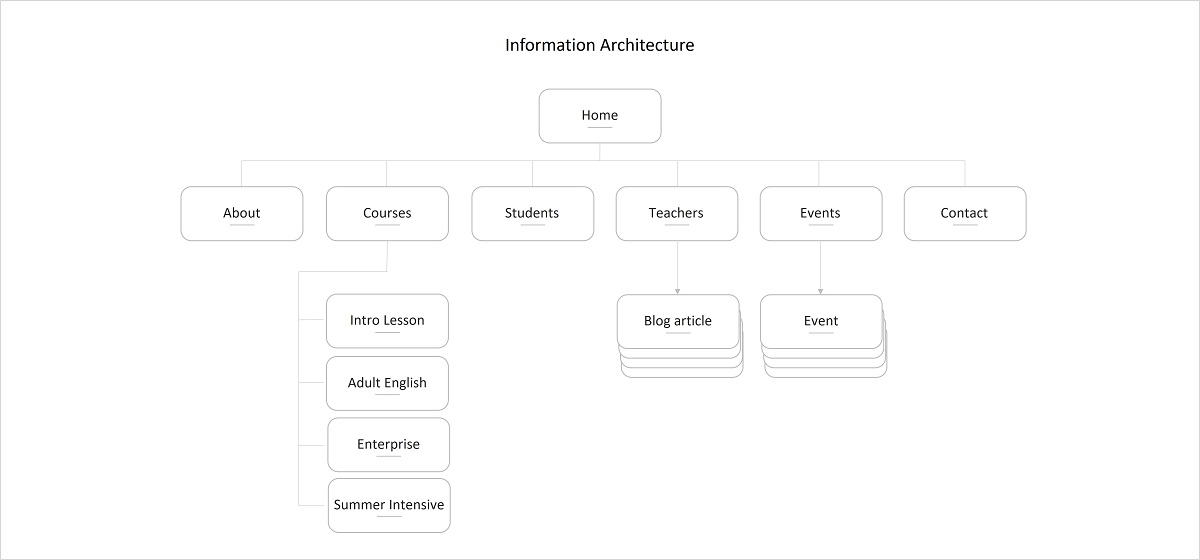 Information Architecture
Home
About
Courses
Students
Teachers
Events
Contact
Intro Lesson
Adult English
Enterprise
Summer Intensive
Blog article
Event